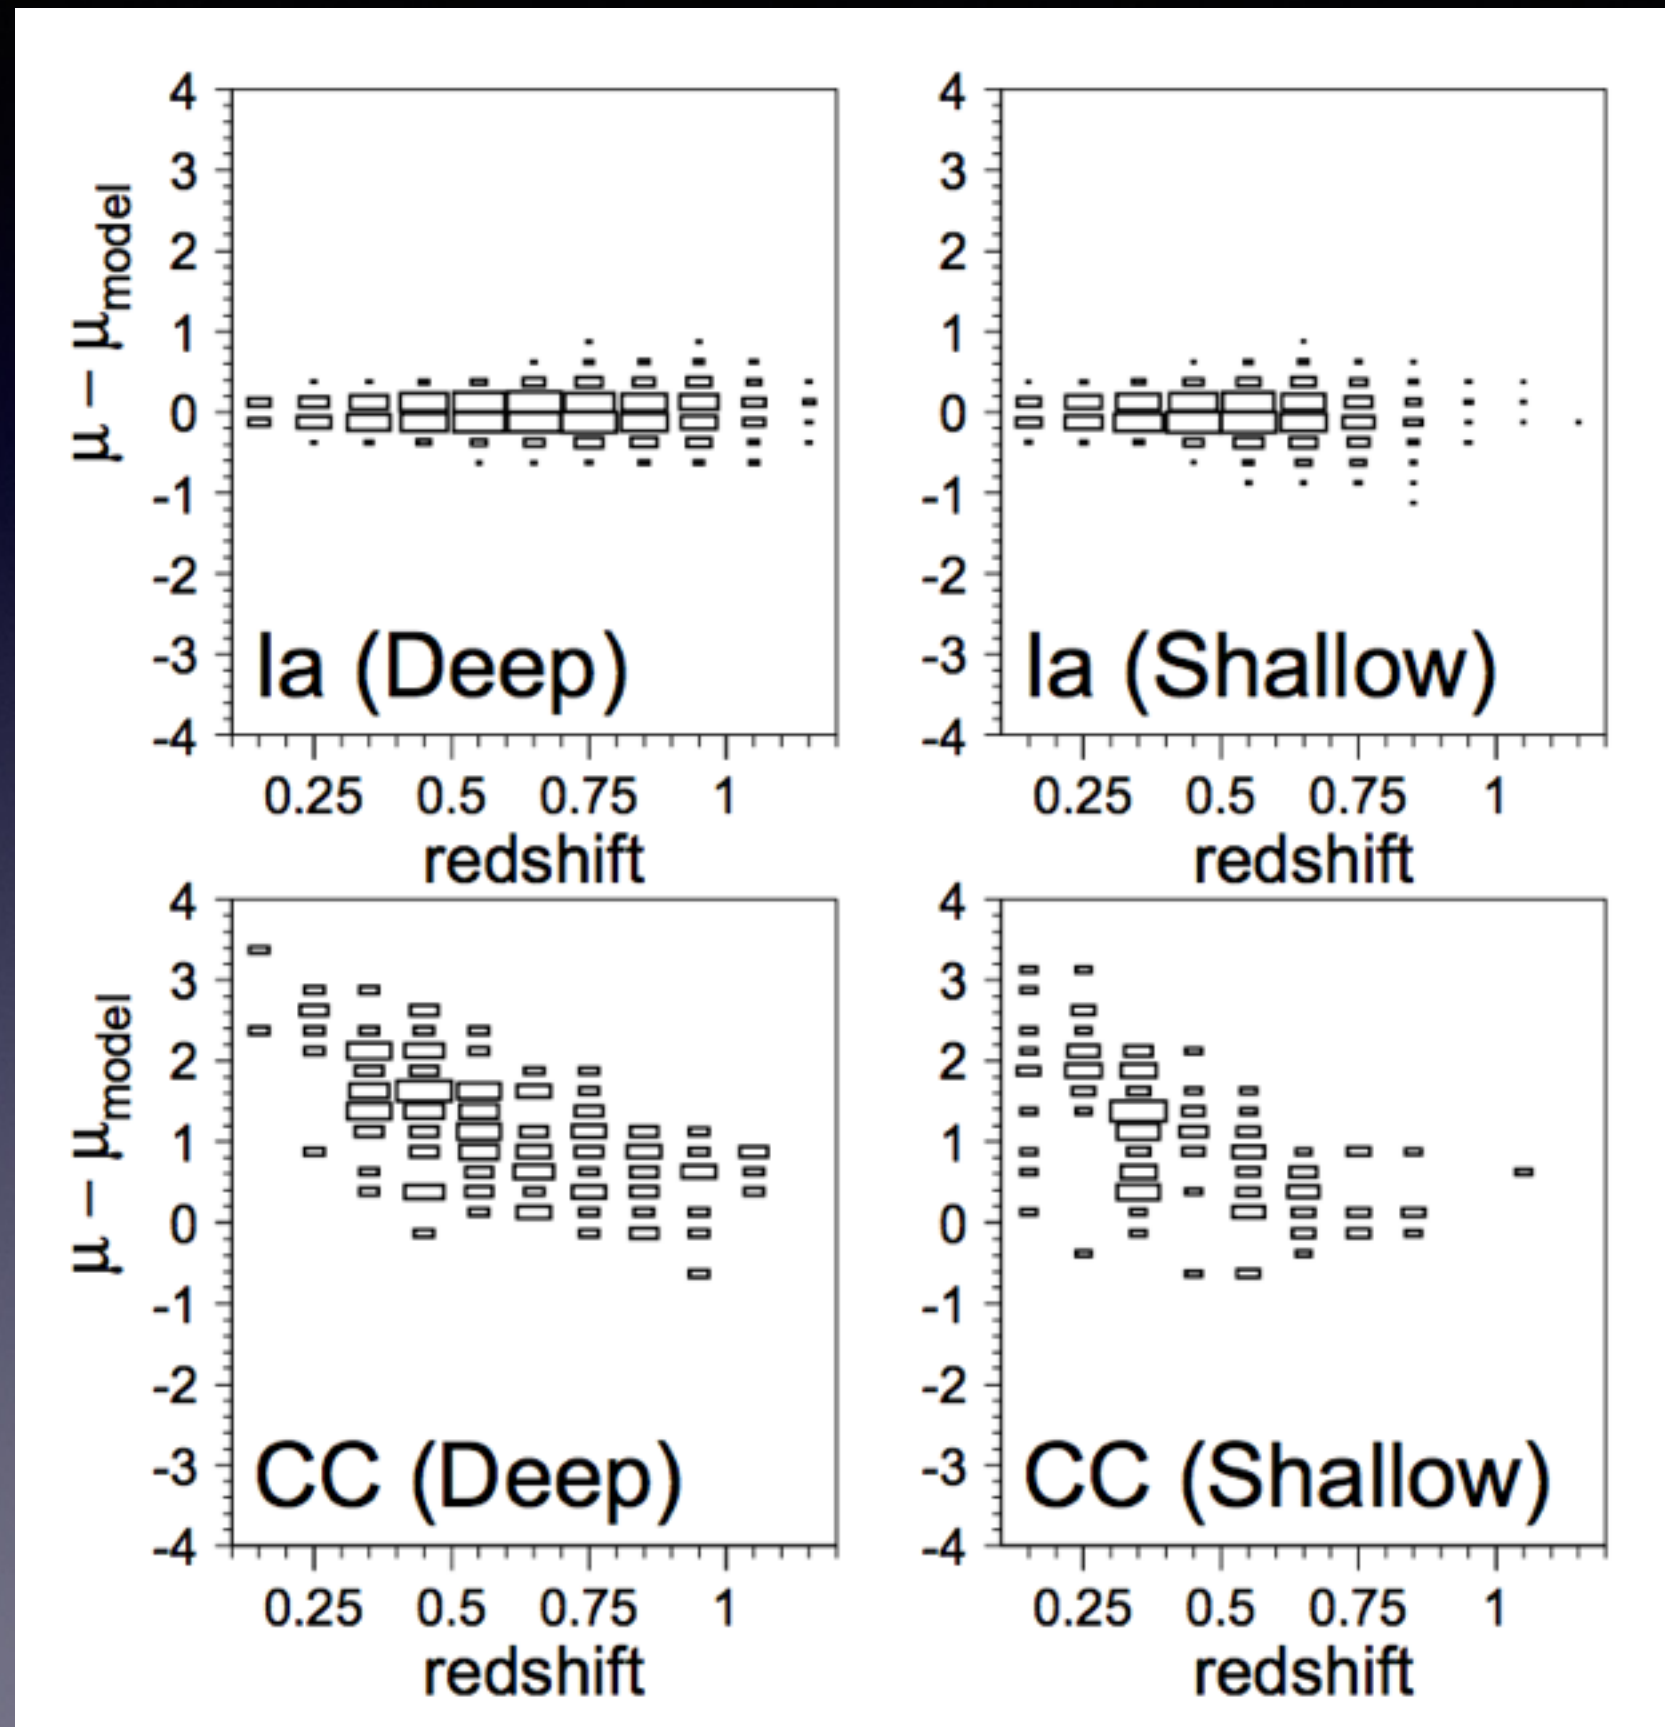 μ − μmodel
4
3
2
1
0
-1
-2
-3
-4
Ia (Deep)
0.25 0.5 0.75 1
redshift
4
3
2
1
0
-1
-2
-3
-4
Ia (Shallow)
0.25 0.5 0.75 1
redshift
μ − μmodel
4
3
2
1
0
-1
-2
-3
-4
CC (Deep)
0.25 0.5 0.75 1
redshift
4
3
2
1
0
-1
-2
-3
-4
CC (Shallow)
0.25 0.5 0.75 1
redshift